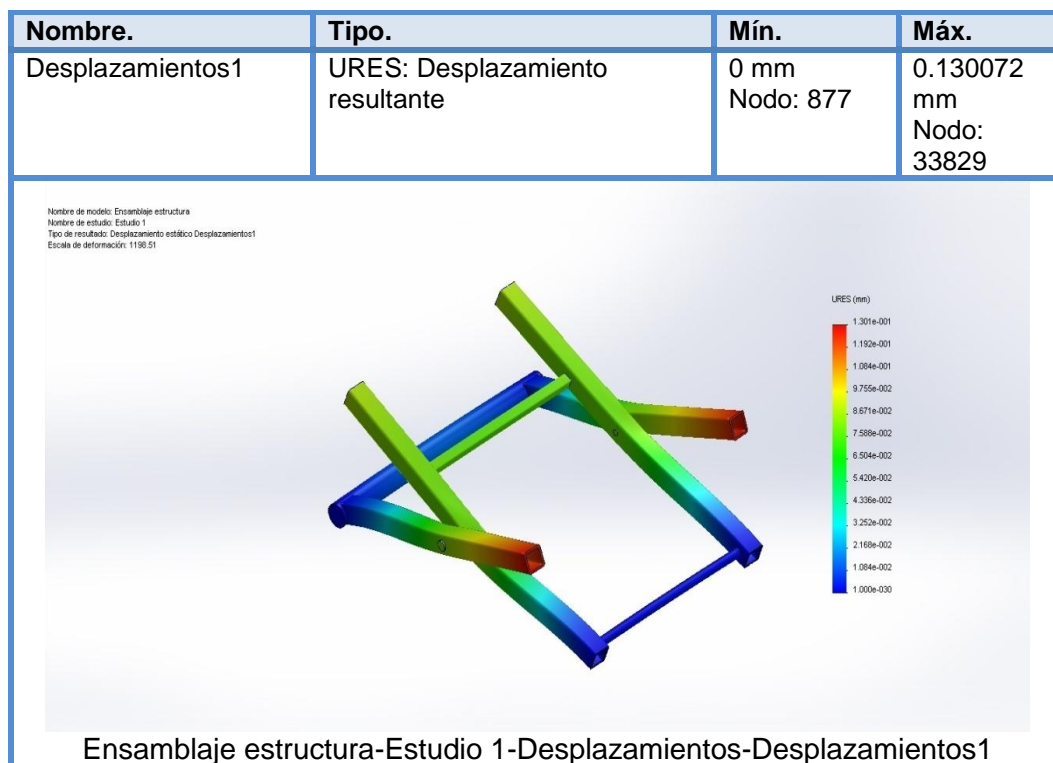 Nombre. Tipo. Mín. Máx.
Desplazamientos1 URES: Desplazamiento resultante 0 mm Nodo: 877 0.130072 mm Nodo: 33829
Nombre de modelo: Ensamblaje estructura
Nombre de estudio: Estudio 1
Tipo de resultado: Desplazamiento estático Desplazamientos1
Escala de deformación: 1198.51
URES (mm)
1.301e-001
1.192e-001
1.084e-001
9.755e-002
8.671e-002
7.588e-002
6.504e-002
5.420e-002
4.336e-002
3.252e-002
2.168e-002
1.084e-002
1.000e-030
Ensamblaje estructura-Estudio 1-Desplazamientos-Desplazamientos1